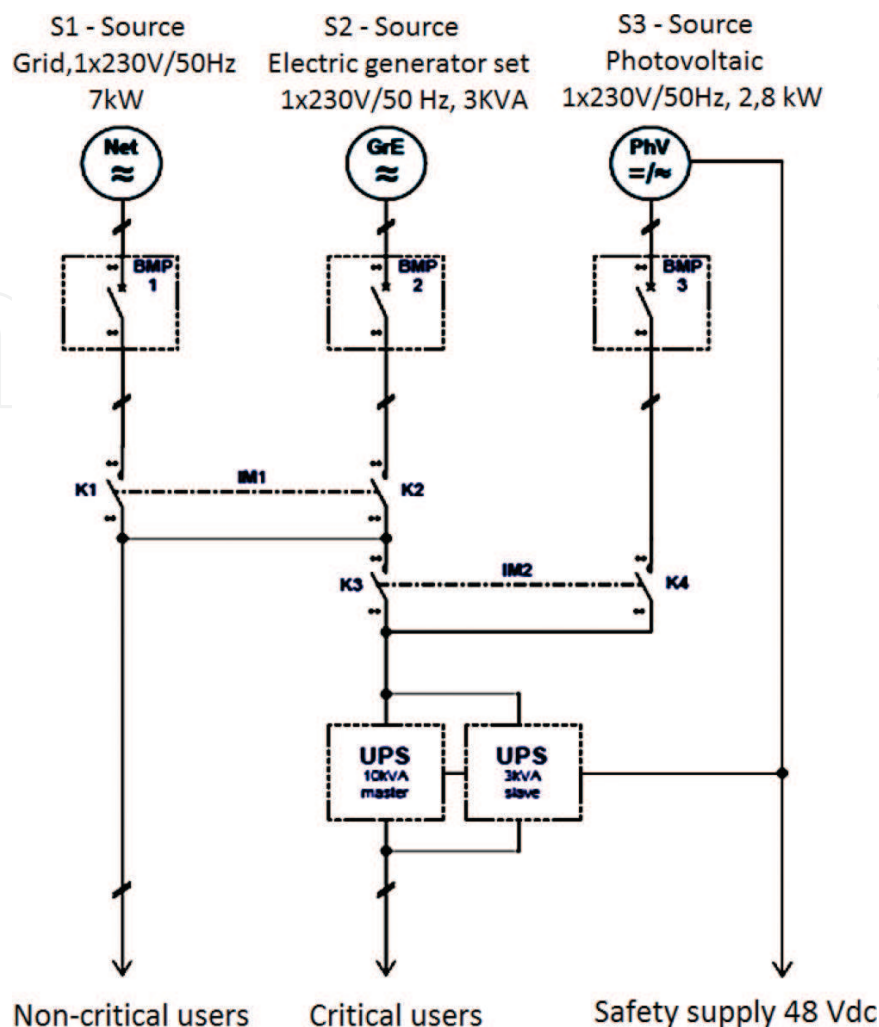 S1 - Source
Grid,1x230V/50Hz
7kW
S2 - Source
Electric generator set
1x230V/50 Hz, 3KVA
S3 - Source
Photovoltaic
1x230V/50Hz, 2,8 kW
Net
≈
GrE
≈
PhV
=/≈
BMP
1
BMP
2
BMP
3
K1
IM1
K2
K3
IM2
K4
UPS
10kVA
master
UPS
3kVA
slave
Non-critical users
Critical users
Safety supply 48 Vdc